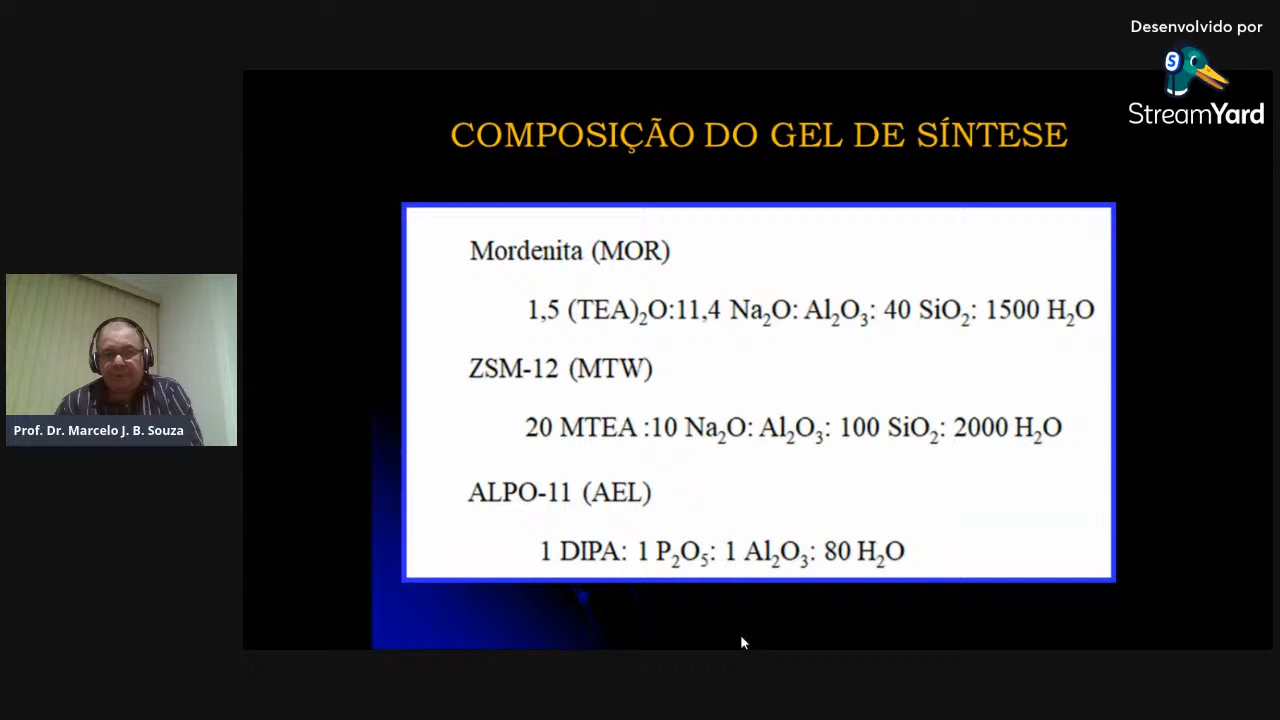 Desenvolvido por
StreamYard
COMPOSIÇÃO DO GEL DE SÍNTESE
Mordenita (MOR)
1,5 (TEA)₂O:11,4 Na₂O: Al₂O₃: 40 SiO₂: 1500 H₂O
ZSM-12 (MTW)
20 MTEA :10 Na₂O: Al₂O₃: 100 SiO₂: 2000 H₂O
ALPO-11 (AEL)
1 DIPA: 1 P₂O₅: 1 Al₂O₃: 80 H₂O
Prof. Dr. Marcelo J. B. Souza